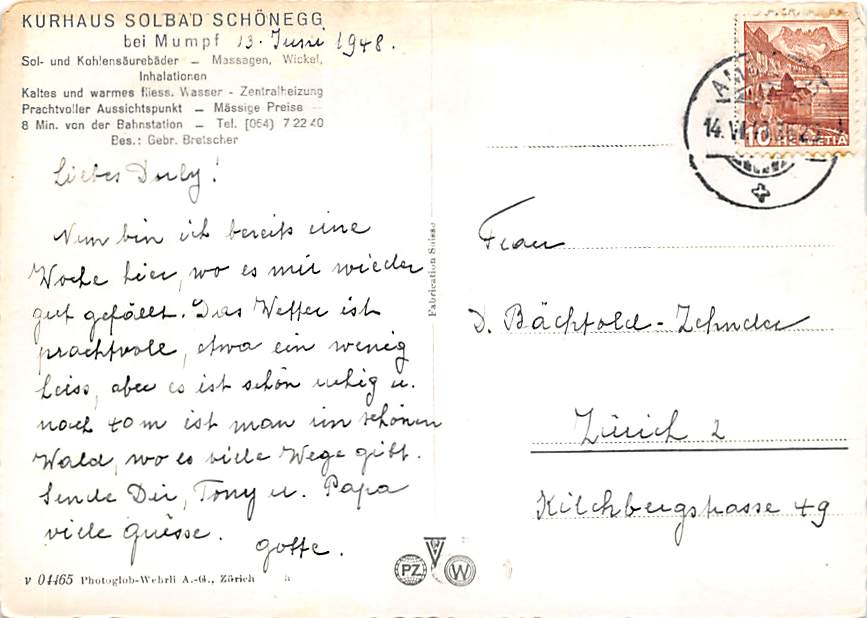 KURHAUS SOLBAD SCHÖNEGG
bei Mumpf 13. Juni 1948.
Sol- und Kohlensäurebäder – Massagen, Wickel,
Inhalationen
Kaltes und warmes fliess. Wasser - Zentralheizung
Prachtvoller Aussichtspunkt – Mässige Preise –
8 Min. von der Bahnstation – Tel. [064) 7 22 40
Bes.: Gebr. Bretscher
Liebes Dorly!
Nun bin ich bereits eine
Woche hier, wo es mir wieder
gut gefällt. Das Wetter ist
prachtvoll, etwa ein wenig
heiss, aber es ist schön ruhig u.
nach 40 m ist man im schönen
Wald, wo es viele Wege gibt.
Sende Dir, Tony u. Papa
viele Grüsse.
Gotte.
V 04465 Photoglob-Wehrli A.-G., Zürich
Fabrication Suisse
PZ
W
10 HELVETIA
14. VI.
Frau
D. Bächtold-Zehnder
Zürich 2
Kilchbergstrasse 49